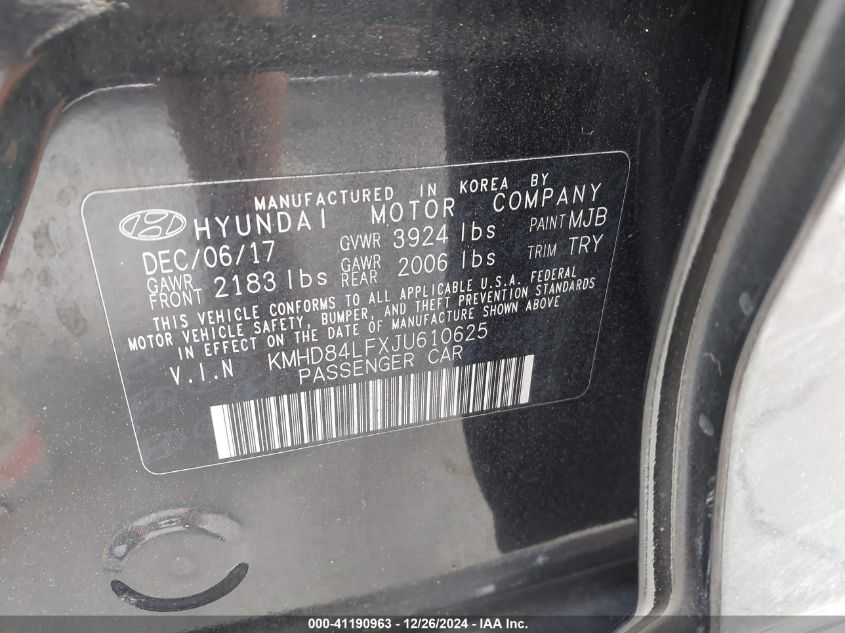 MANUFACTURED IN KOREA BY
HYUNDAI MOTOR COMPANY
DEC/06/17 GVWR 3924 lbs PAINT MJB
GAWR FRONT 2183 lbs GAWR REAR 2006 lbs TRIM TRY
THIS VEHICLE CONFORMS TO ALL APPLICABLE U.S.A. FEDERAL
MOTOR VEHICLE SAFETY, BUMPER, AND THEFT PREVENTION STANDARDS
IN EFFECT ON THE DATE OF MANUFACTURE SHOWN ABOVE
V.I.N KMHD84LFXJU610625
PASSENGER CAR
000-41190963 - 12/26/2024 - IAA Inc.